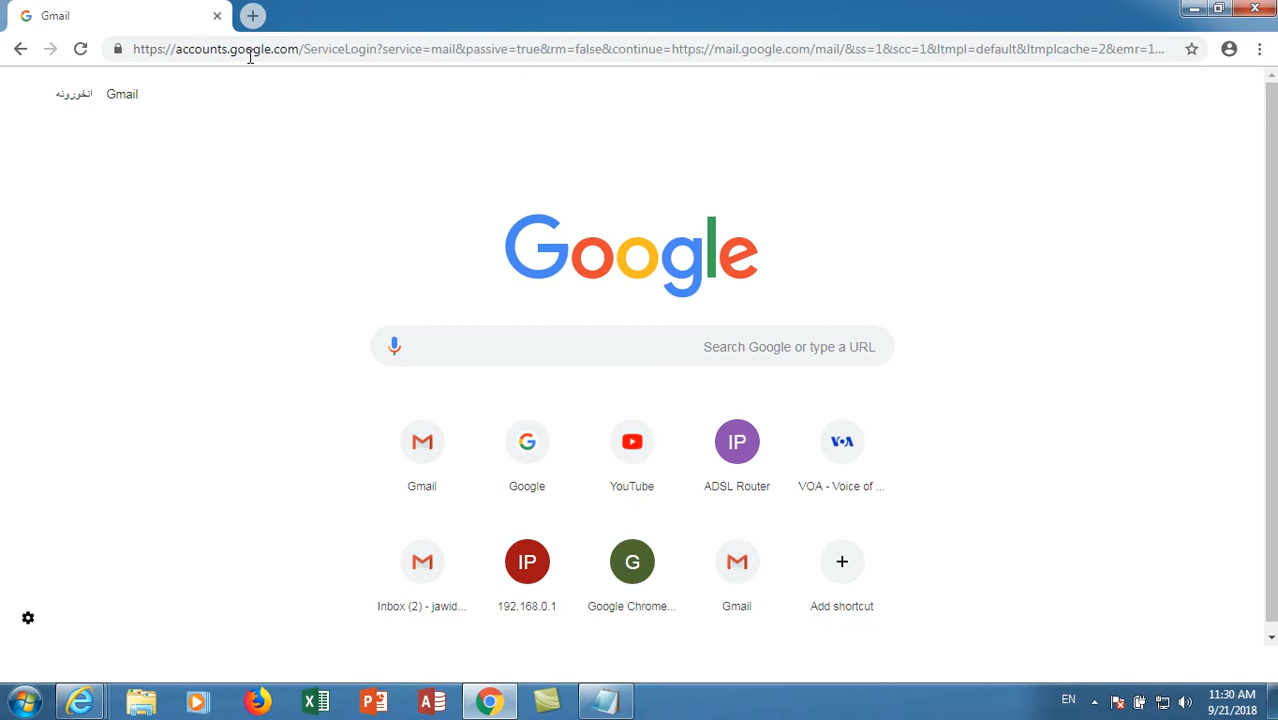 Gmail
https://accounts.google.com/ServiceLogin?service=mail&passive=true&rm=false&continue=https://mail.google.com/mail/&ss=1&scc=1&ltmpl=default&ltmplcache=2&emr=1...
انځورونه Gmail
Google
Search Google or type a URL
Gmail
Google
YouTube
IP
ADSL Router
VOA
VOA - Voice of ...
Inbox (2) - jawid...
IP
192.168.0.1
G
Google Chrome...
Gmail
Add shortcut
EN
11:30 AM
9/21/2018